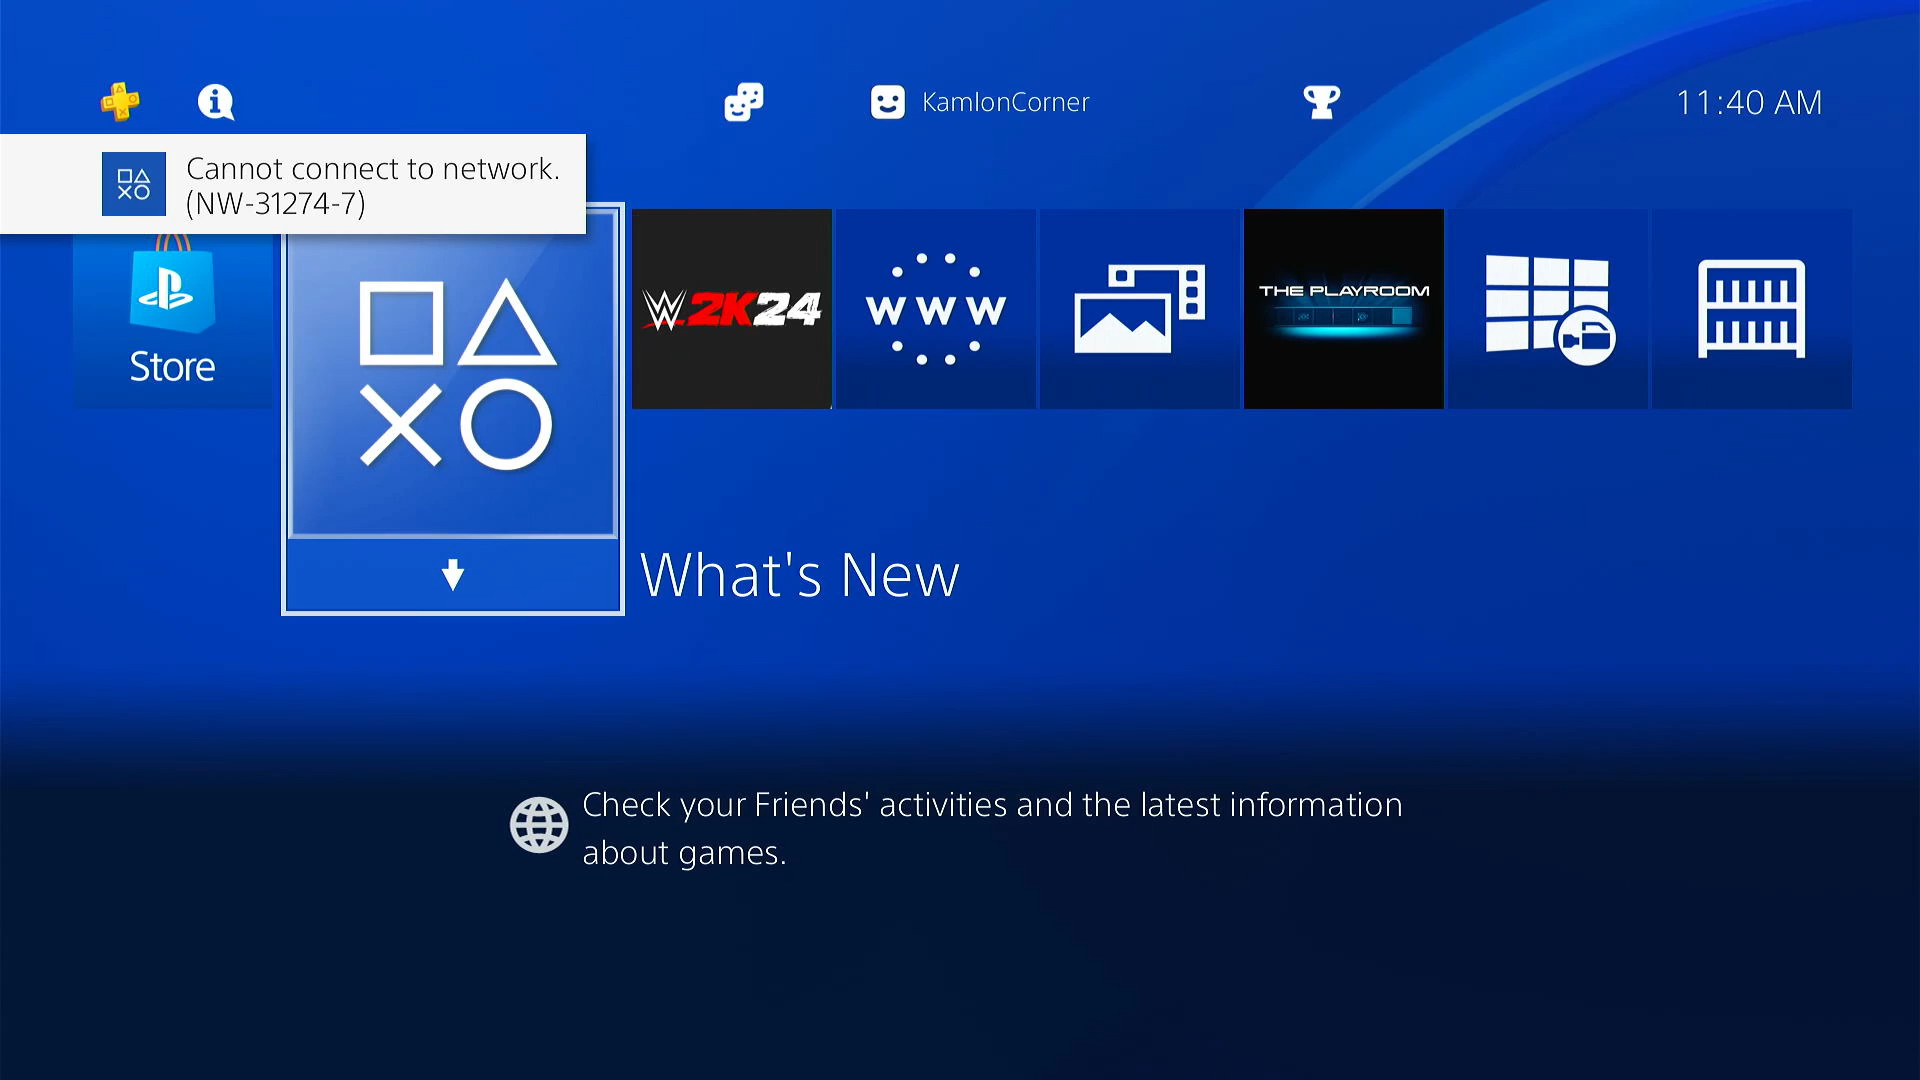 KamIonCorner
11:40 AM
Cannot connect to network.
(NW-31274-7)
Store
W 2K24
WWW
THE PLAYROOM
What's New
Check your Friends' activities and the latest information
about games.